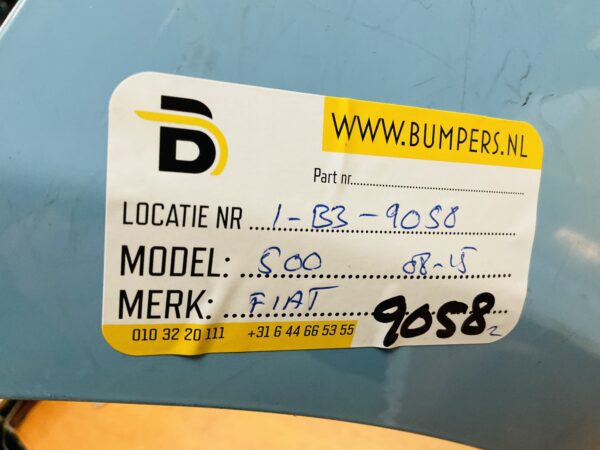 B
WWW.BUMPERS.NL
Part nr
LOCATIE NR 1-B3-9058
MODEL: 500 08-15
MERK: FIAT
9058 2
010 32 20 111 +31 6 44 66 53 55